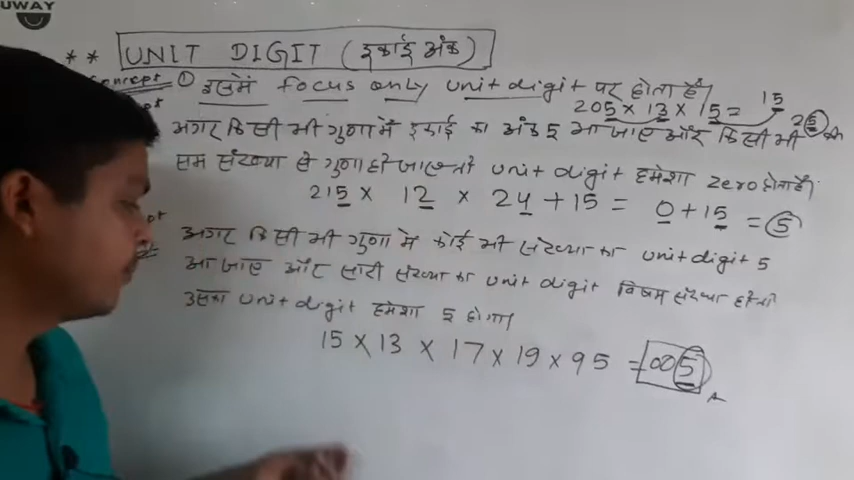 UWAY
** UNIT DIGIT (इकाई अंक)
Concept ① इसमें focus only unit digit पर होता है
205 × 13 × 15 = 15
25
अगर किसी भी गुणा में इकाई का अंक 5 आ जाए और किसी भी
सम संख्या से गुणा हो जाए तो unit digit हमेशा zero होता है।
215 × 12 × 24 + 15 = 0 + 15 = 5
अगर किसी भी गुणा में कोई भी संख्या का unit digit 5
आ जाए और सारी संख्या का unit digit विषम संख्या हो तो
उसका unit digit हमेशा 5 होगा
15 × 13 × 17 × 19 × 95 = 005